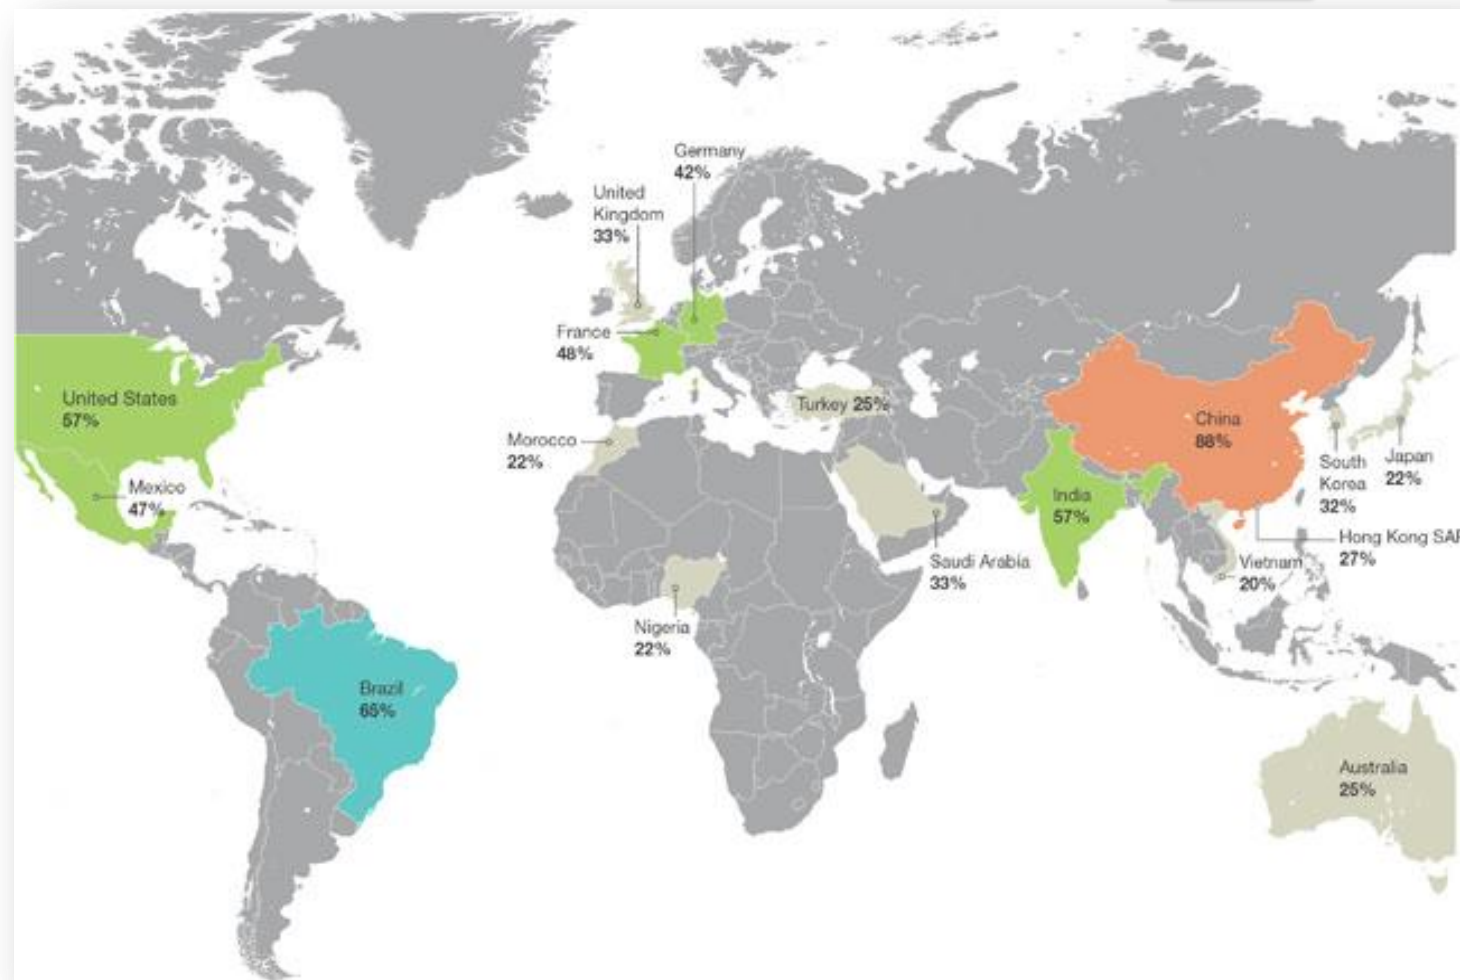 Germany
42%
United
Kingdom
33%
France
48%
United States
57%
Turkey 25%
China
88%
Morocco
22%
South
Korea
32%
Japan
22%
Mexico
47%
India
57%
Hong Kong SAR
27%
Saudi Arabia
33%
Vietnam
20%
Nigeria
22%
Brazil
65%
Australia
25%